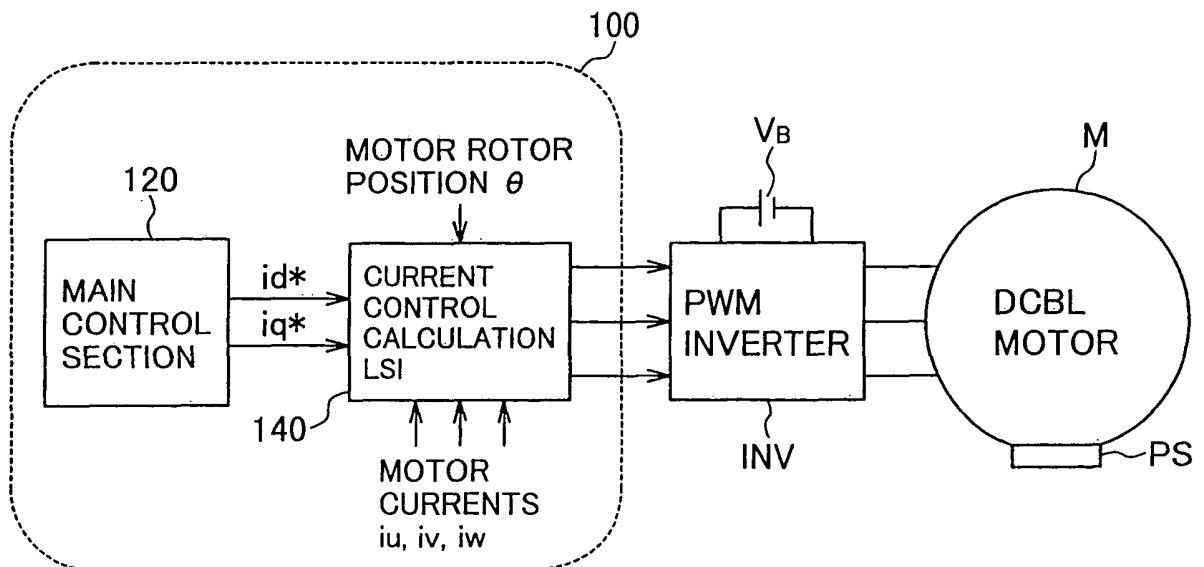 100
120
MAIN
CONTROL
SECTION
id*
iq*
MOTOR ROTOR
POSITION θ
CURRENT
CONTROL
CALCULATION
LSI
140
MOTOR
CURRENTS
iu, iv, iw
VB
PWM
INVERTER
INV
M
DCBL
MOTOR
PS